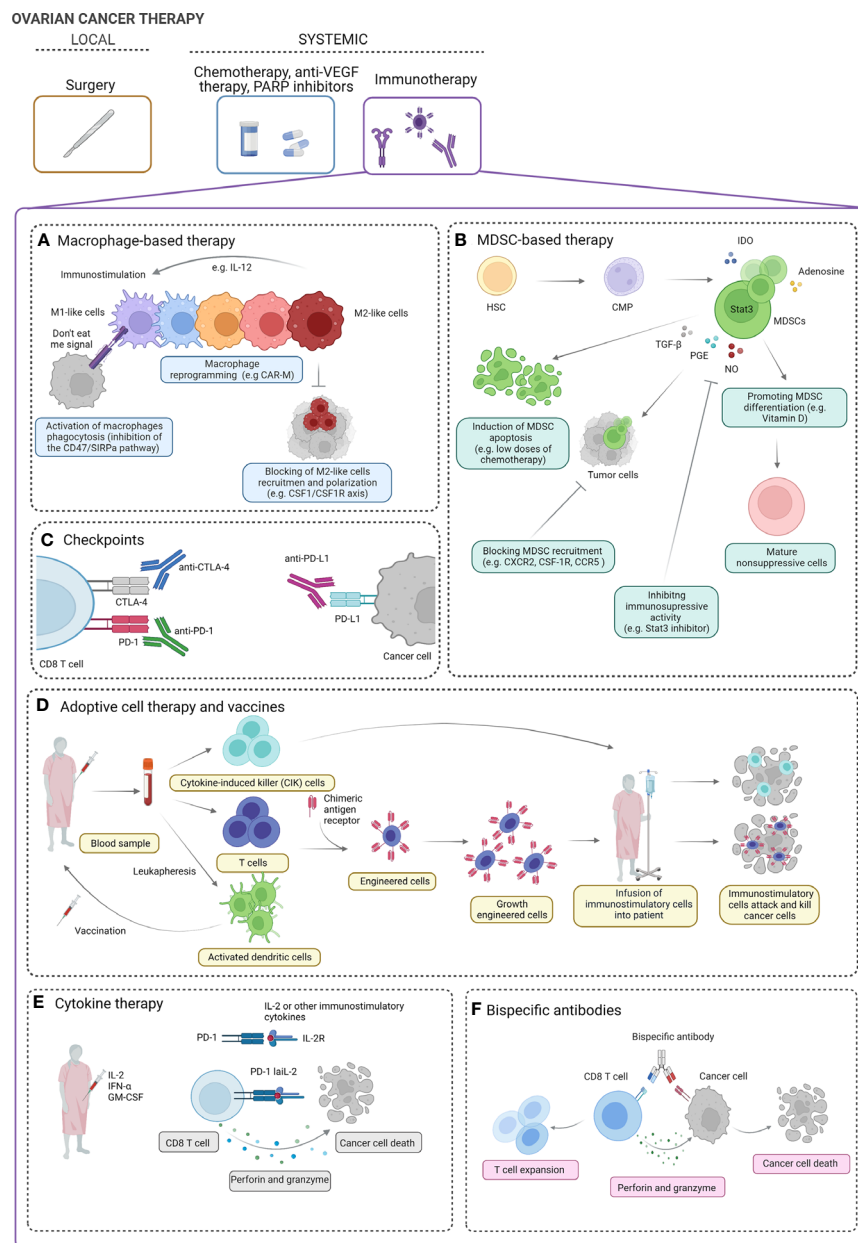 OVARIAN CANCER THERAPY
LOCAL
SYSTEMIC
Surgery
Chemotherapy, anti-VEGF
therapy, PARP inhibitors
Immunotherapy
A Macrophage-based therapy
e.g. IL-12
Immunostimulation
M1-like cells
M2-like cells
Don't eat
me signal
Macrophage
reprogramming (e.g CAR-M)
Activation of macrophages
phagocytosis (inhibition of
the CD47/SIRPa pathway)
Blocking of M2-like cells
recruitmen and polarization
(e.g. CSF1/CSF1R axis)
B MDSC-based therapy
IDO
Adenosine
HSC
CMP
Stat3
MDSCs
TGF-β
PGE
NO
Promoting MDSC
differentiation (e.g.
Vitamin D)
Induction of MDSC
apoptosis
(e.g. low doses of
chemotherapy)
Tumor cells
Blocking MDSC recruitment
(e.g. CXCR2, CSF-1R, CCR5 )
Mature
nonsuppressive cells
Inhibiting
immunosupressive
activity
(e.g. Stat3 inhibitor)
C Checkpoints
anti-CTLA-4
CTLA-4
anti-PD-1
PD-1
CD8 T cell
anti-PD-L1
PD-L1
Cancer cell
D Adoptive cell therapy and vaccines
Cytokine-induced killer (CIK) cells
Chimeric
antigen
receptor
Blood sample
T cells
Leukapheresis
Engineered cells
Vaccination
Activated dendritic cells
Growth
engineered cells
Infusion of
immunostimulatory cells
into patient
Immunostimulatory
cells attack and kill
cancer cells
E Cytokine therapy
IL-2 or other immunostimulatory
cytokines
PD-1
IL-2R
IL-2
IFN-α
GM-CSF
PD-1 IaiL-2
CD8 T cell
Cancer cell death
Perforin and granzyme
F Bispecific antibodies
Bispecific antibody
CD8 T cell
Cancer cell
T cell expansion
Perforin and granzyme
Cancer cell death